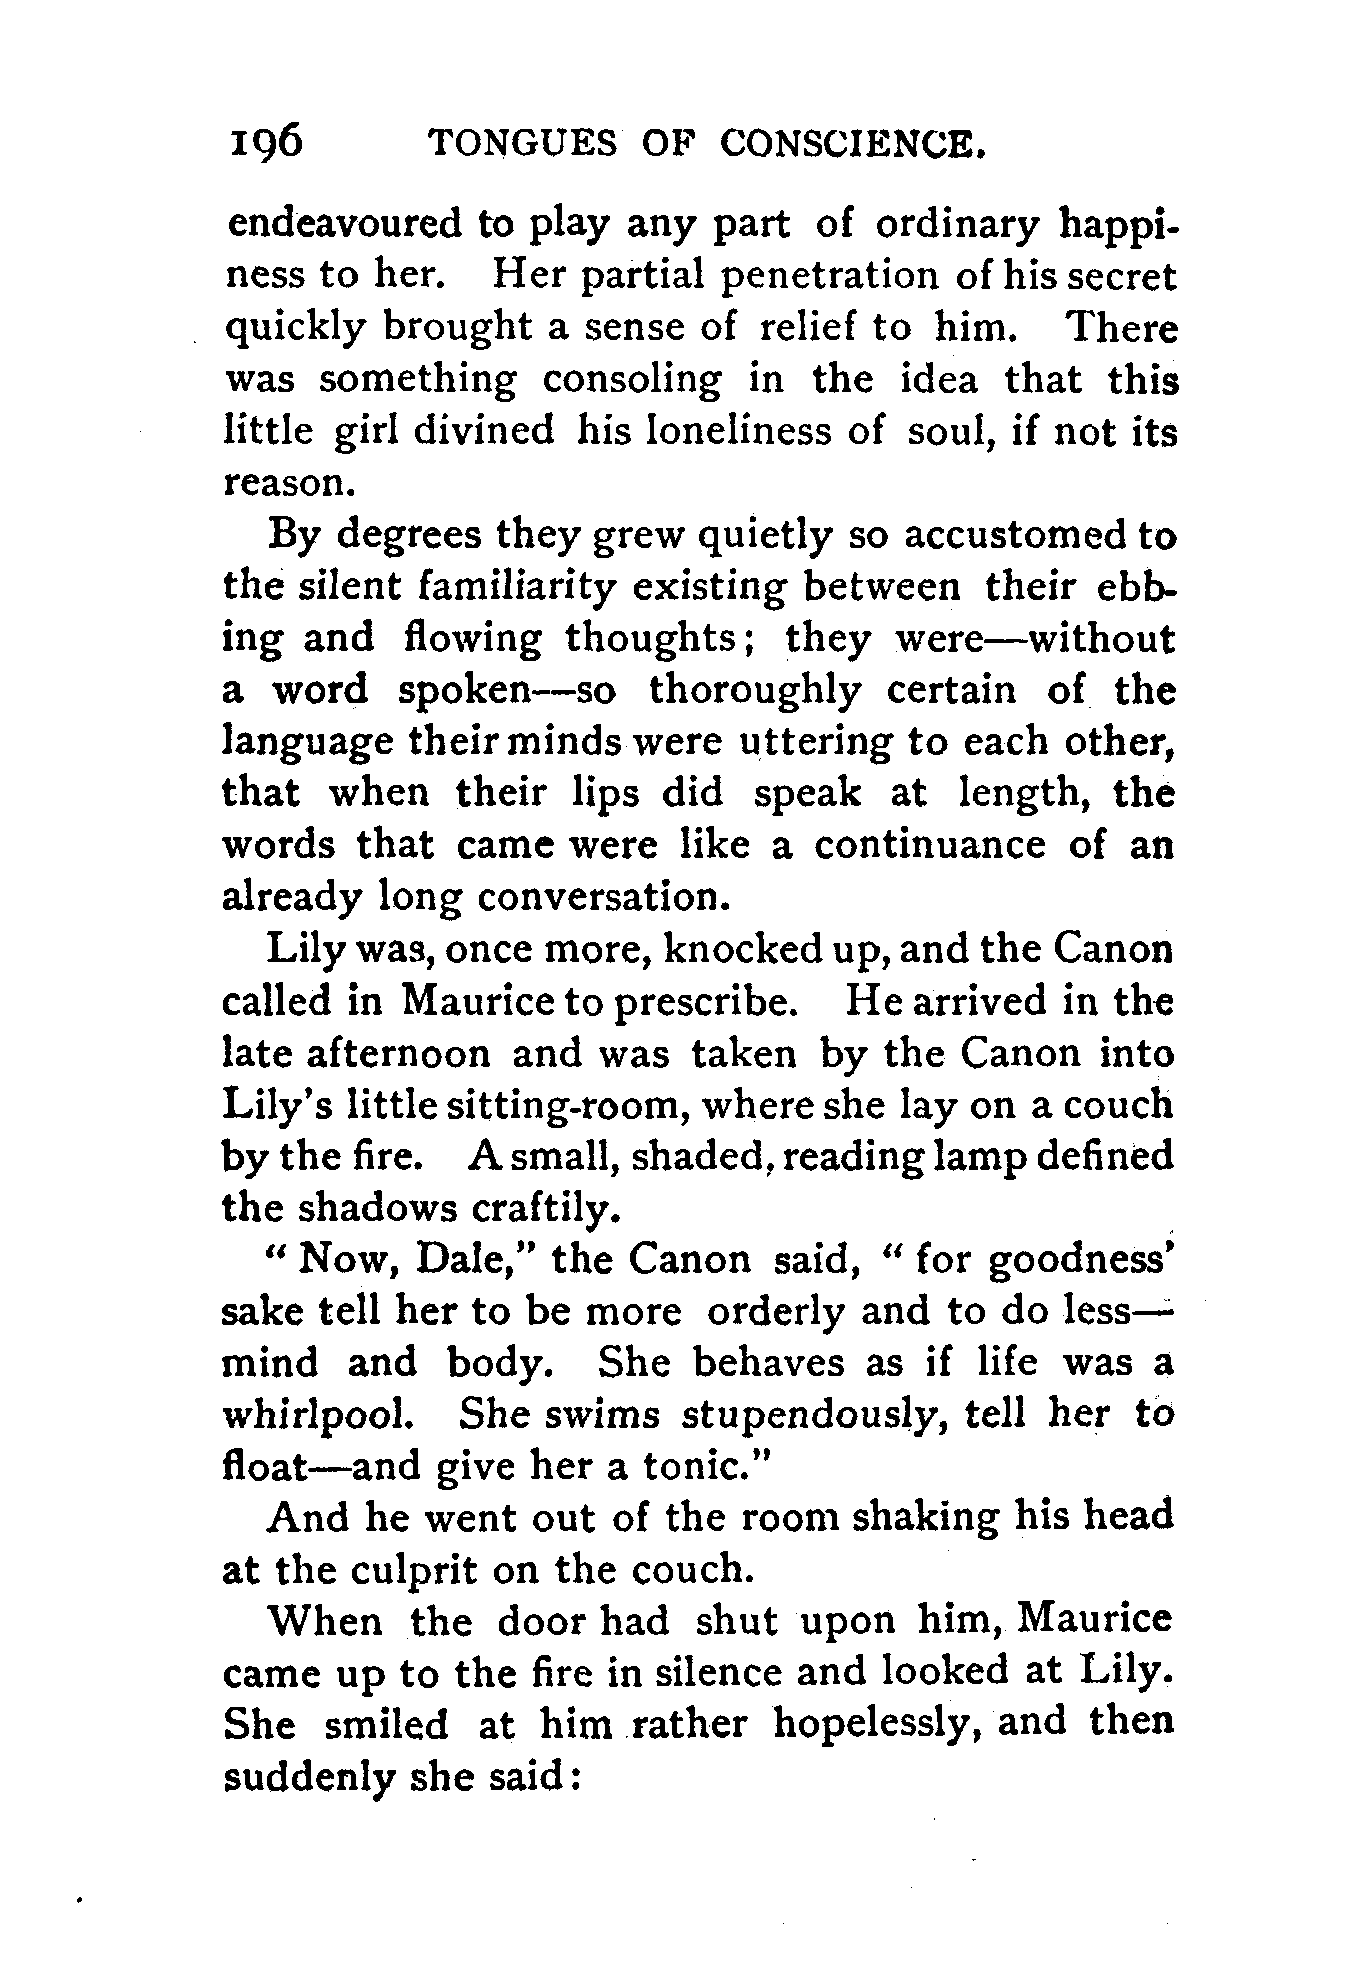 196 TONGUES OF CONSCIENCE.
endeavoured to play any part of ordinary happi-
ness to her. Her partial penetration of his secret
quickly brought a sense of relief to him. There
was something consoling in the idea that this
little girl divined his loneliness of soul, if not its
reason.
By degrees they grew quietly so accustomed to
the silent familiarity existing between their ebb-
ing and flowing thoughts; they were—without
a word spoken—so thoroughly certain of the
language their minds were uttering to each other,
that when their lips did speak at length, the
words that came were like a continuance of an
already long conversation.
Lily was, once more, knocked up, and the Canon
called in Maurice to prescribe. He arrived in the
late afternoon and was taken by the Canon into
Lily's little sitting-room, where she lay on a couch
by the fire. A small, shaded, reading lamp defined
the shadows craftily.
“ Now, Dale,” the Canon said, “ for goodness’
sake tell her to be more orderly and to do less—
mind and body. She behaves as if life was a
whirlpool. She swims stupendously, tell her to
float—and give her a tonic.”
And he went out of the room shaking his head
at the culprit on the couch.
When the door had shut upon him, Maurice
came up to the fire in silence and looked at Lily.
She smiled at him rather hopelessly, and then
suddenly she said: